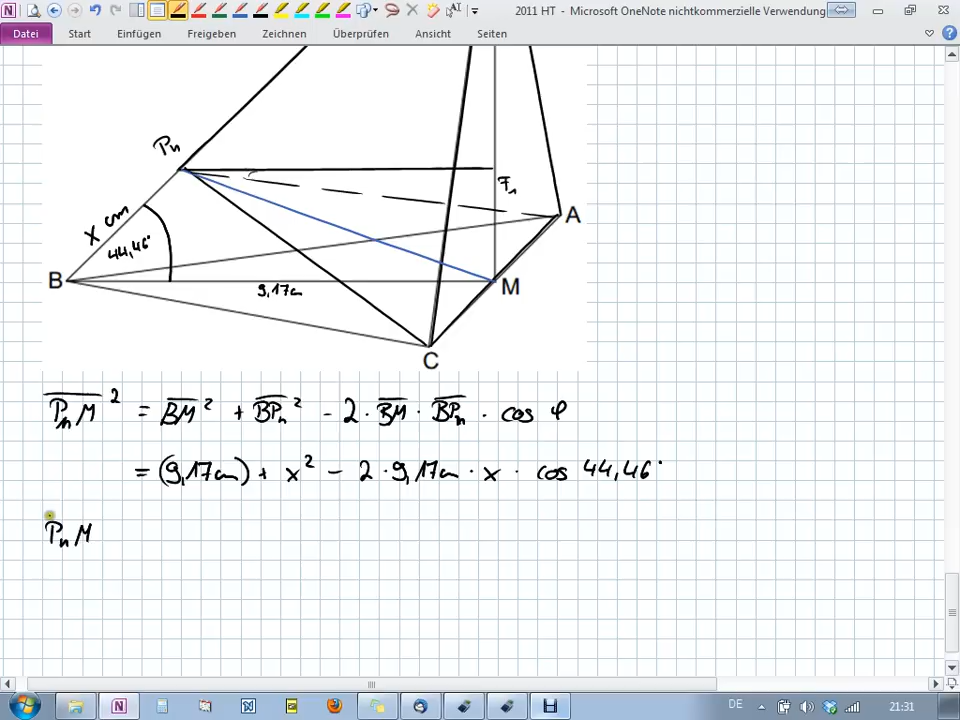 2011 HT - Microsoft OneNote nichtkommerzielle Verwendung
Datei Start Einfügen Freigeben Zeichnen Überprüfen Ansicht Seiten
Pn
F1
A
x cm
44,46°
B
9,17cm
M
C
PnM² = BM² + BPn² - 2 · BM · BPn · cos φ
= (9,17cm) + x² - 2 · 9,17cm · x · cos 44,46°
PnM
DE 21:31